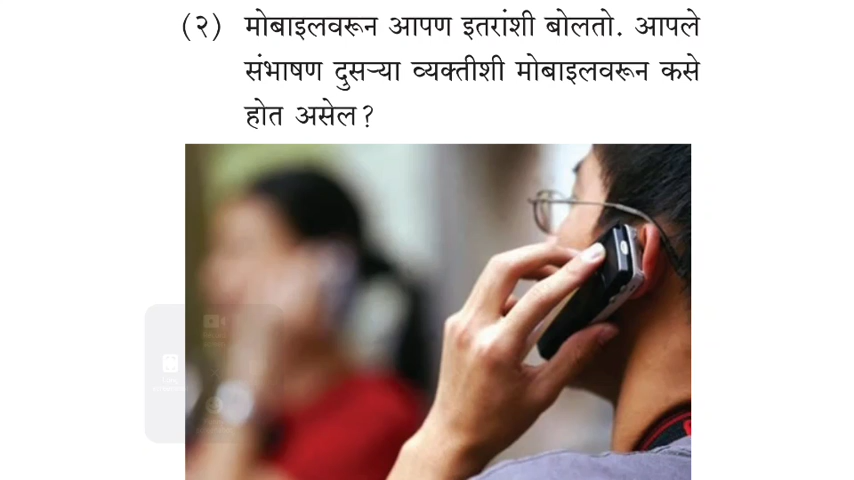 (२) मोबाइलवरून आपण इतरांशी बोलतो. आपले
संभाषण दुसऱ्या व्यक्तीशी मोबाइलवरून कसे
होत असेल?